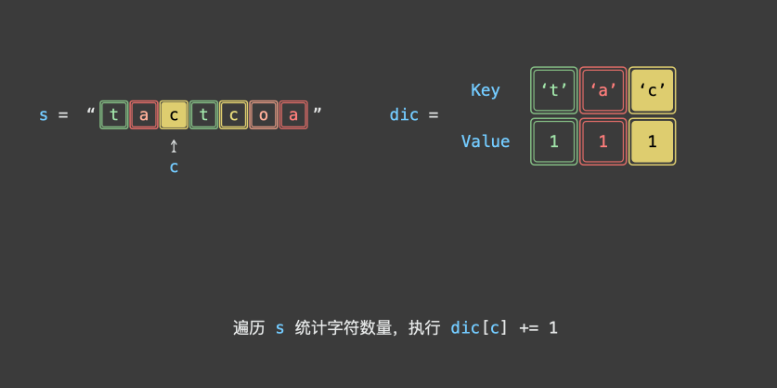 s = “ t a c t c o a ”
c
dic =
Key ‘t’ ‘a’ ‘c’
Value 1 1 1
遍历 s 统计字符数量，执行 dic[c] += 1